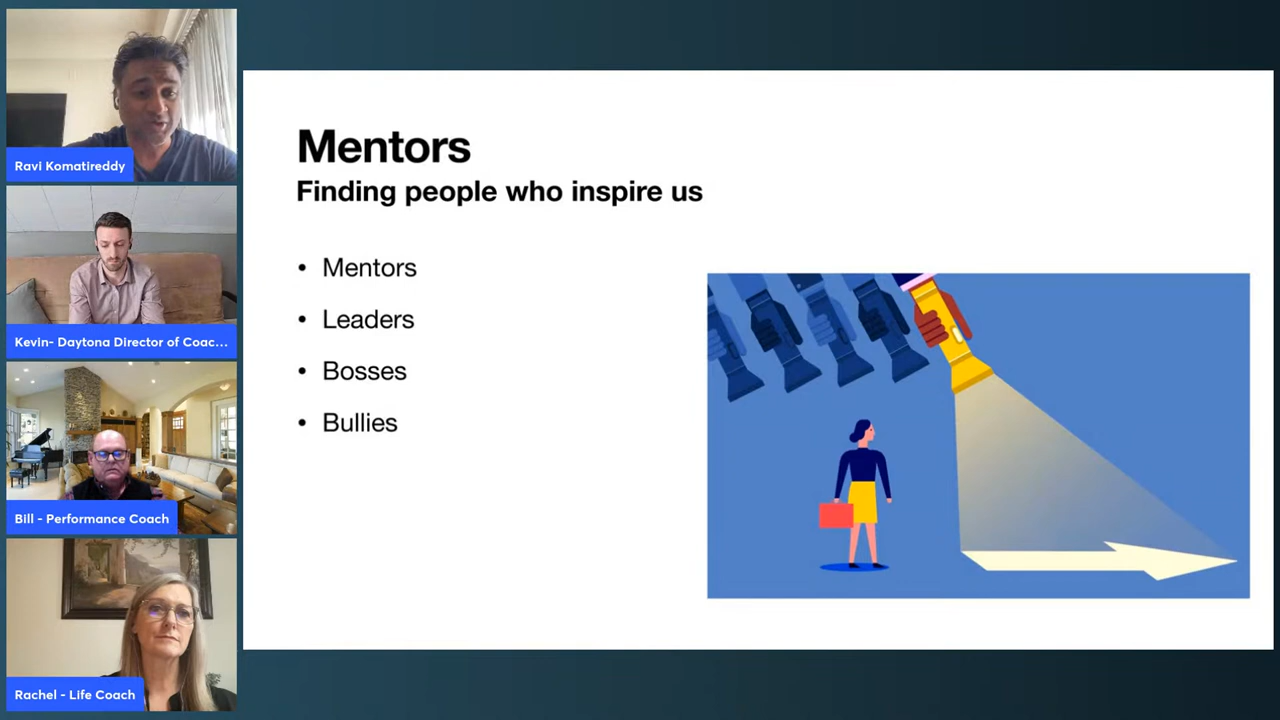 Ravi Komatireddy
Kevin- Daytona Director of Coac...
Bill - Performance Coach
Rachel - Life Coach
Mentors
Finding people who inspire us
• Mentors
• Leaders
• Bosses
• Bullies